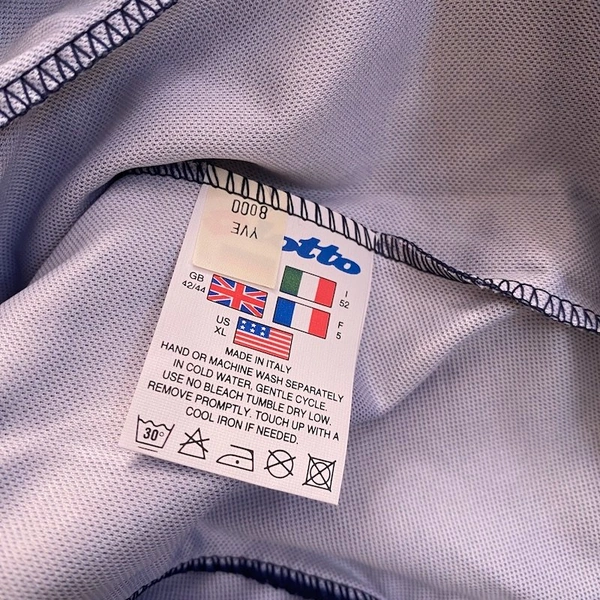 YVE
8000
otto
GB
42/44
I
52
US
XL
F
5
MADE IN ITALY
HAND OR MACHINE WASH SEPARATELY
IN COLD WATER, GENTLE CYCLE.
USE NO BLEACH TUMBLE DRY LOW.
REMOVE PROMPTLY. TOUCH UP WITH A
COOL IRON IF NEEDED.
30°